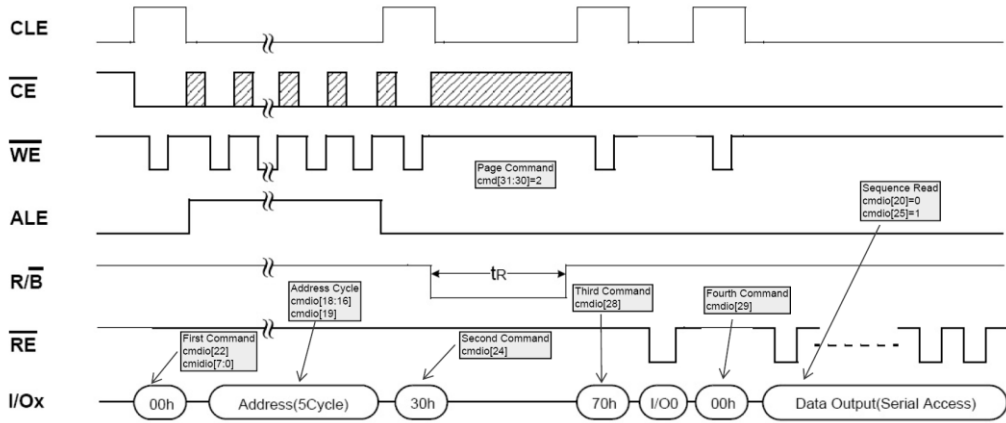 CLE
CE
WE
Page Command
cmd[31:30]=2
Sequence Read
cmdio[20]=0
cmdio[25]=1
ALE
R/B
tR
Address Cycle
cmdio[18:16]
cmdio[19]
Third Command
cmdio[28]
Fourth Command
cmdio[29]
RE
First Command
cmdio[22]
cmidio[7:0]
Second Command
cmdio[24]
I/Ox
00h
Address(5Cycle)
30h
70h
I/O0
00h
Data Output(Serial Access)